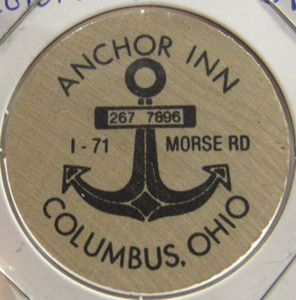 ANCHOR INN
267 7896
I - 71 MORSE RD
COLUMBUS, OHIO